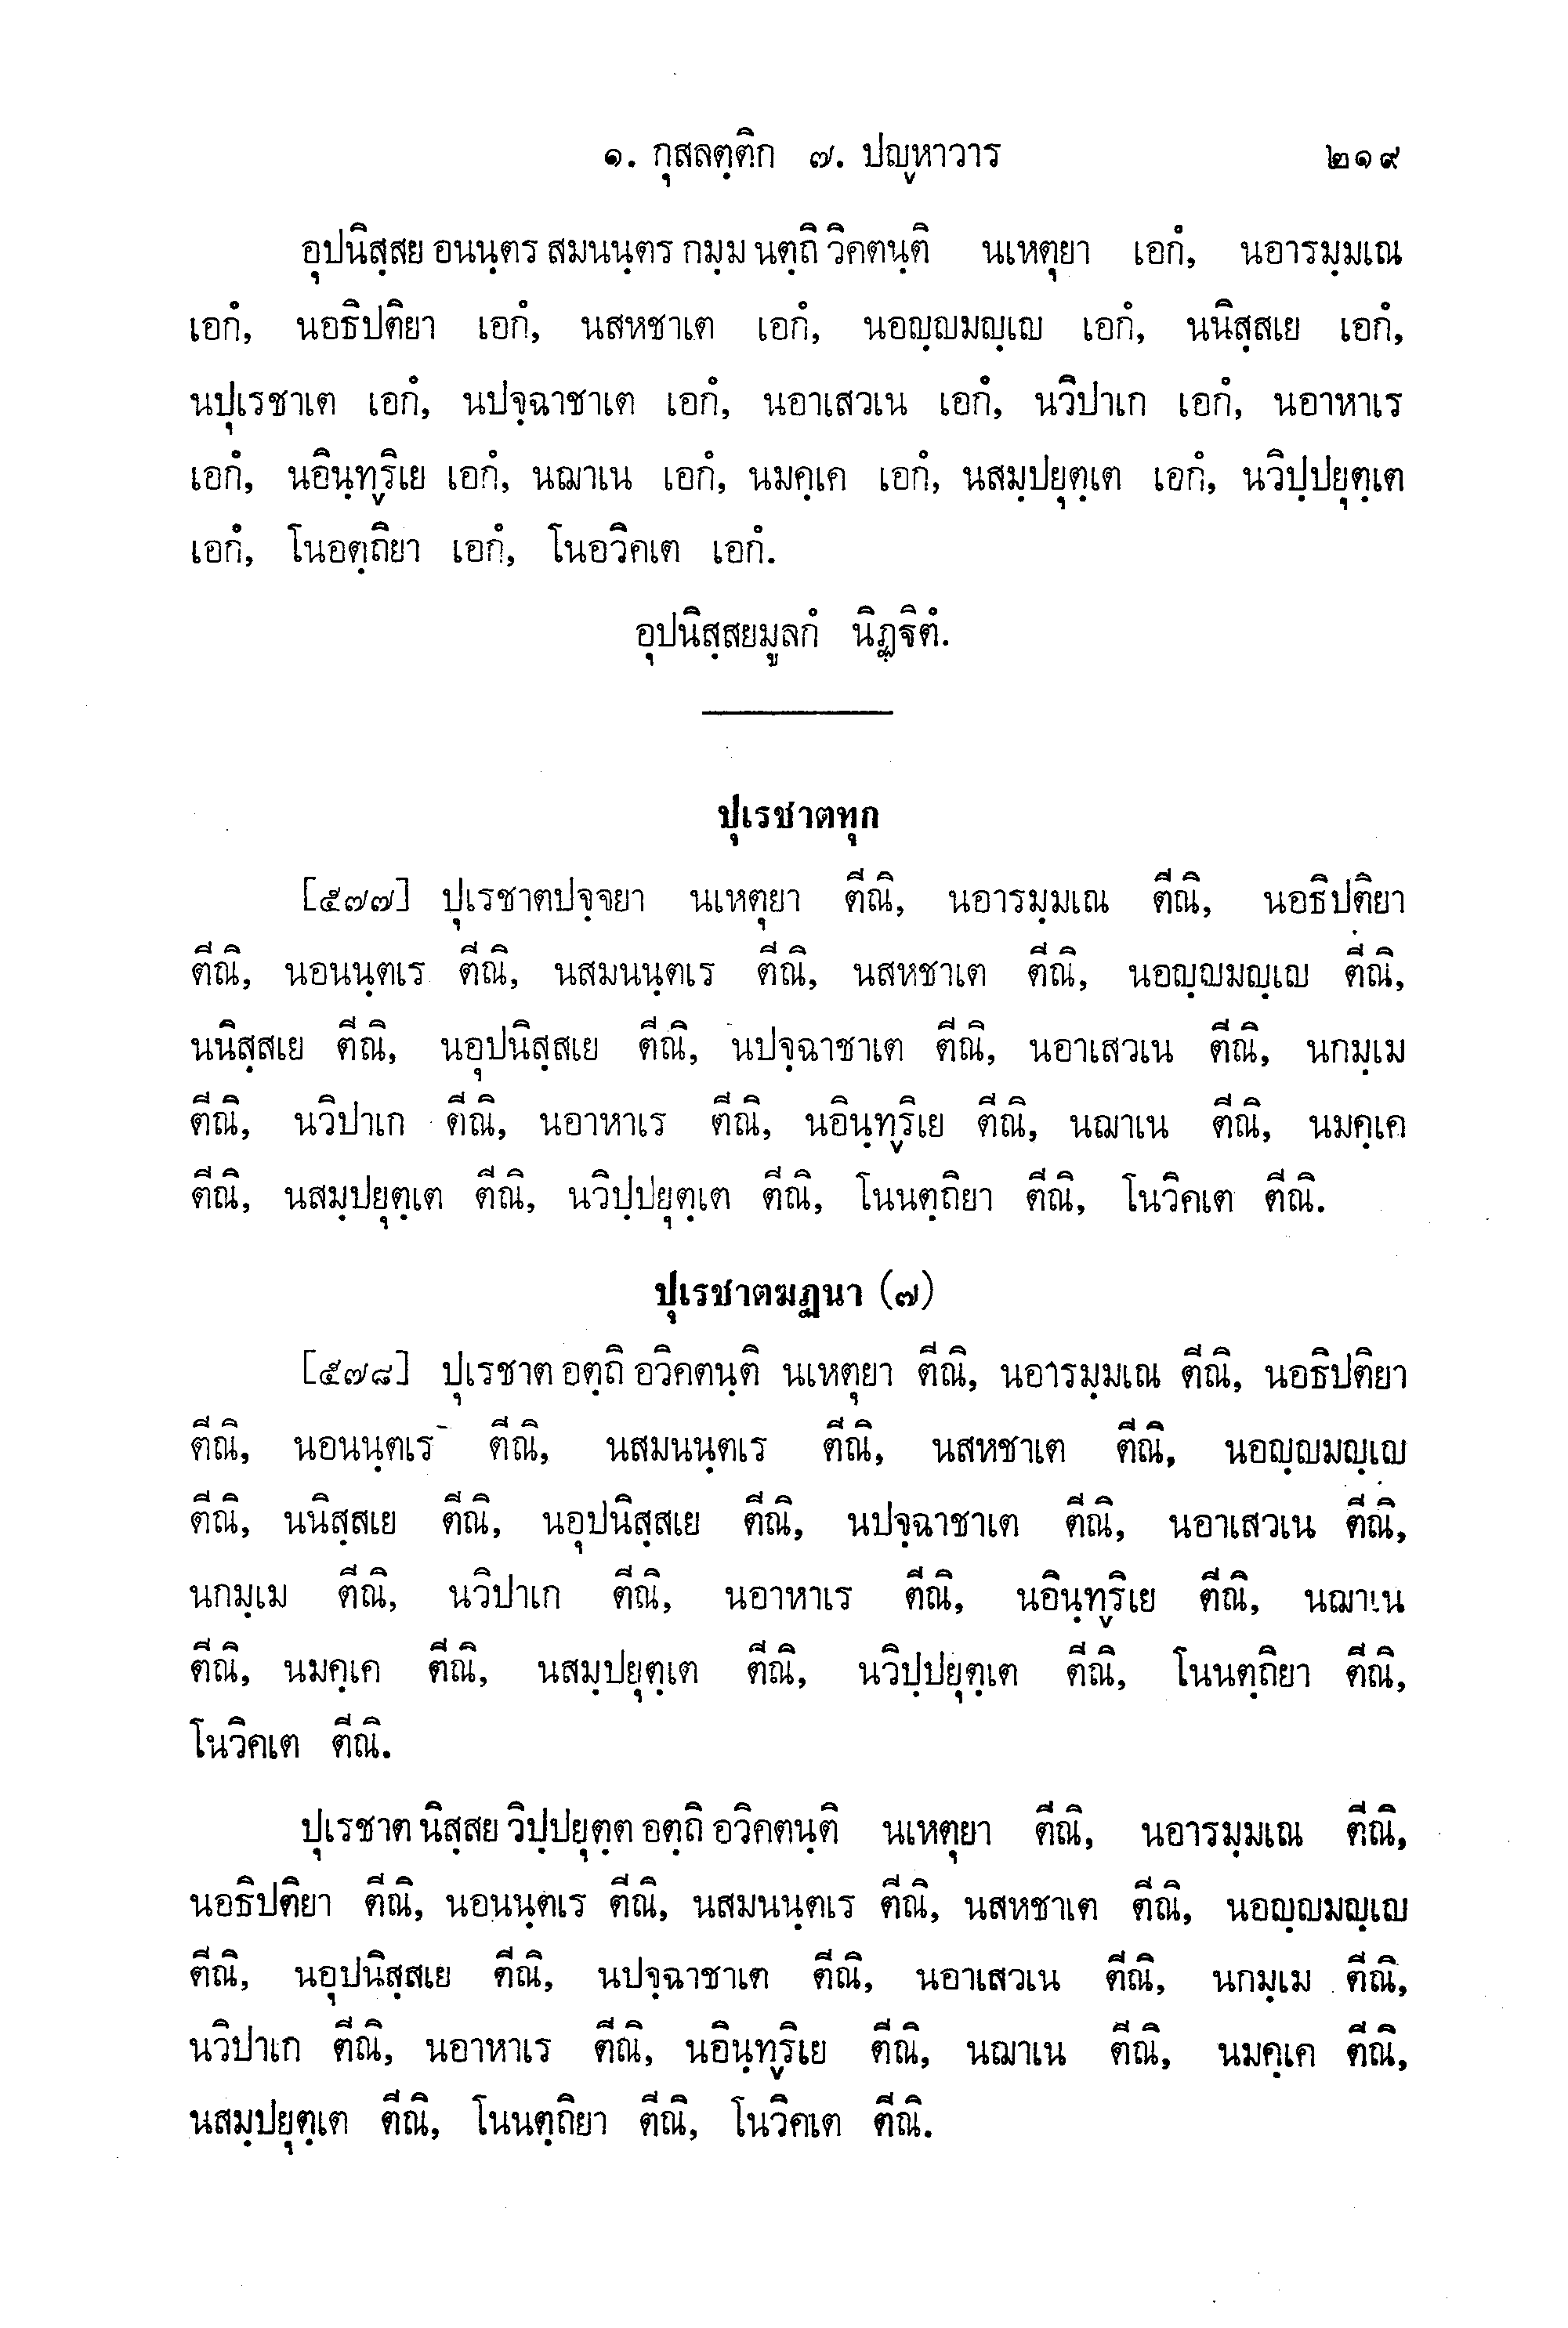 ๑. กุสลตฺติก ๗. ปญฺหาวาร ๒๑๙
อุปนิสฺสย อนนฺตร สมนนฺตร กมฺม นตฺถิ วิคตนฺติ นเหตุยา เอกํ, นอารมฺมเณ
เอกํ, นอธิปติยา เอกํ, นสหชาเต เอกํ, นอญฺญมญฺเญ เอกํ, นนิสฺสเย เอกํ,
นปุเรชาเต เอกํ, นปจฺฉาชาเต เอกํ, นอาเสวเน เอกํ, นวิปาเก เอกํ, นอาหาเร
เอกํ, นอินฺทฺริเย เอกํ, นฌาเน เอกํ, นมคฺเค เอกํ, นสมฺปยุตฺเต เอกํ, นวิปฺปยุตฺเต
เอกํ, โนอตฺถิยา เอกํ, โนอวิคเต เอกํ.
อุปนิสฺสยมูลกํ นิฏฺฐิตํ.
ปุเรชาตทุก
[๕๗๗] ปุเรชาตปจฺจยา นเหตุยา ตีณิ, นอารมฺมเณ ตีณิ, นอธิปติยา
ตีณิ, นอนนฺตเร ตีณิ, นสมนนฺตเร ตีณิ, นสหชาเต ตีณิ, นอญฺญมญฺเญ ตีณิ,
นนิสฺสเย ตีณิ, นอุปนิสฺสเย ตีณิ, นปจฺฉาชาเต ตีณิ, นอาเสวเน ตีณิ, นกมฺเม
ตีณิ, นวิปาเก ตีณิ, นอาหาเร ตีณิ, นอินฺทฺริเย ตีณิ, นฌาเน ตีณิ, นมคฺเค
ตีณิ, นสมฺปยุตฺเต ตีณิ, นวิปฺปยุตฺเต ตีณิ, โนนตฺถิยา ตีณิ, โนวิคเต ตีณิ.
ปุเรชาตฆฏนา (๗)
[๕๗๘] ปุเรชาต อตฺถิ อวิคตนฺติ นเหตุยา ตีณิ, นอารมฺมเณ ตีณิ, นอธิปติยา
ตีณิ, นอนนฺตเร ตีณิ, นสมนนฺตเร ตีณิ, นสหชาเต ตีณิ, นอญฺญมญฺเญ
ตีณิ, นนิสฺสเย ตีณิ, นอุปนิสฺสเย ตีณิ, นปจฺฉาชาเต ตีณิ, นอาเสวเน ตีณิ,
นกมฺเม ตีณิ, นวิปาเก ตีณิ, นอาหาเร ตีณิ, นอินฺทฺริเย ตีณิ, นฌาเน
ตีณิ, นมคฺเค ตีณิ, นสมฺปยุตฺเต ตีณิ, นวิปฺปยุตฺเต ตีณิ, โนนตฺถิยา ตีณิ,
โนวิคเต ตีณิ.
ปุเรชาต นิสฺสย วิปฺปยุตฺต อตฺถิ อวิคตนฺติ นเหตุยา ตีณิ, นอารมฺมเณ ตีณิ,
นอธิปติยา ตีณิ, นอนนฺตเร ตีณิ, นสมนนฺตเร ตีณิ, นสหชาเต ตีณิ, นอญฺญมญฺเญ
ตีณิ, นอุปนิสฺสเย ตีณิ, นปจฺฉาชาเต ตีณิ, นอาเสวเน ตีณิ, นกมฺเม ตีณิ,
นวิปาเก ตีณิ, นอาหาเร ตีณิ, นอินฺทฺริเย ตีณิ, นฌาเน ตีณิ, นมคฺเค ตีณิ,
นสมฺปยุตฺเต ตีณิ, โนนตฺถิยา ตีณิ, โนวิคเต ตีณิ.